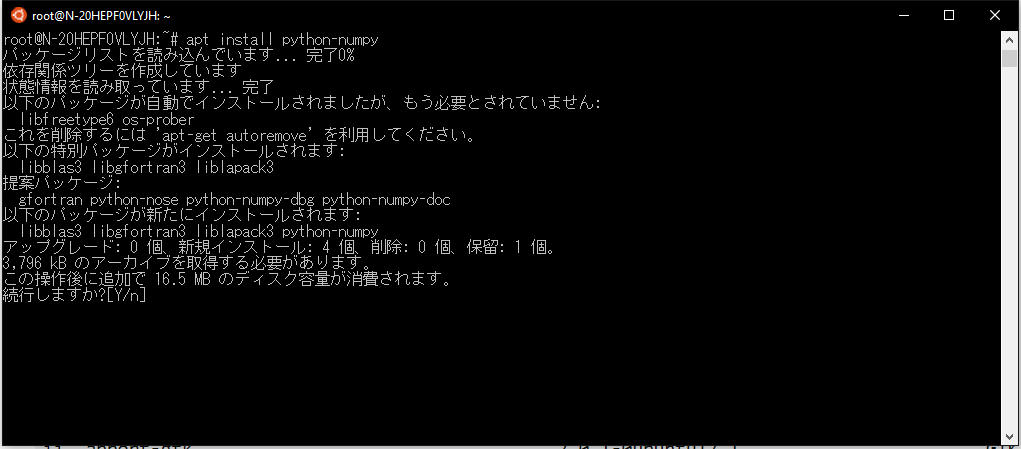 root@N-20HEPF0VLYJH: ~
root@N-20HEPF0VLYJH:~# apt install python-numpy
パッケージリストを読み込んでいます... 完了0%
依存関係ツリーを作成しています
状態情報を読み取っています... 完了
以下のパッケージが自動でインストールされましたが、もう必要とされていません:
  libfreetype6 os-prober
これを削除するには 'apt-get autoremove' を利用してください。
以下の特別パッケージがインストールされます:
  libblas3 libgfortran3 liblapack3
提案パッケージ:
  gfortran python-nose python-numpy-dbg python-numpy-doc
以下のパッケージが新たにインストールされます:
  libblas3 libgfortran3 liblapack3 python-numpy
アップグレード: 0 個、新規インストール: 4 個、削除: 0 個、保留: 1 個。
3,796 kB のアーカイブを取得する必要があります。
この操作後に追加で 16.5 MB のディスク容量が消費されます。
続行しますか?[Y/n]